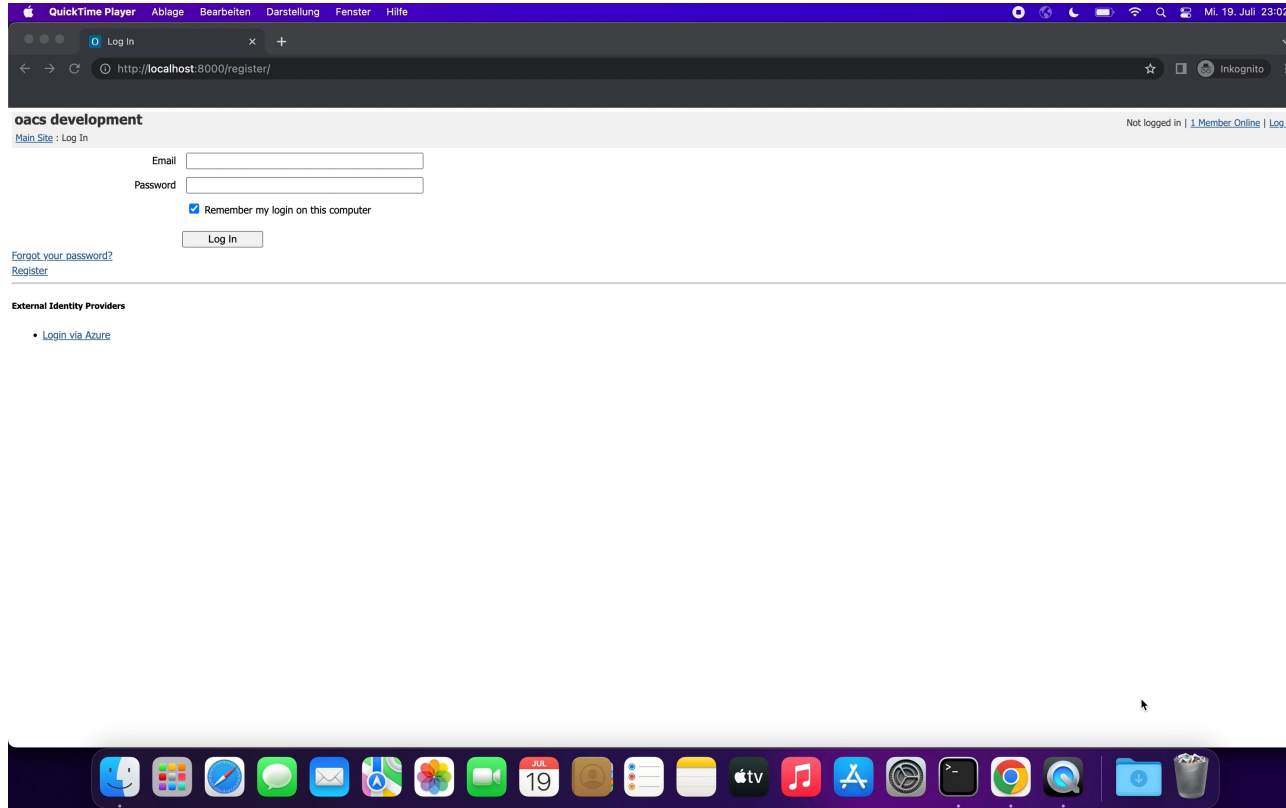 QuickTime Player Ablage Bearbeiten Darstellung Fenster Hilfe Mi. 19. Juli 23:02
O Log In
http://localhost:8000/register/ Inkognito
oacs development
Not logged in | 1 Member Online | Log
Main Site : Log In
Email
Password
Remember my login on this computer
Log In
Forgot your password?
Register
External Identity Providers
• Login via Azure
JUL
19
tv